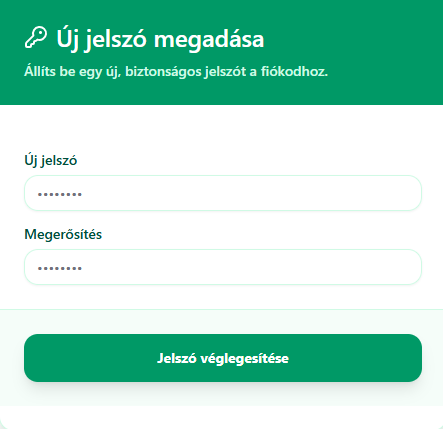 Új jelszó megadása
Állíts be egy új, biztonságos jelszót a fiókodhoz.
Új jelszó
••••••••
Megerősítés
••••••••
Jelszó véglegesítése